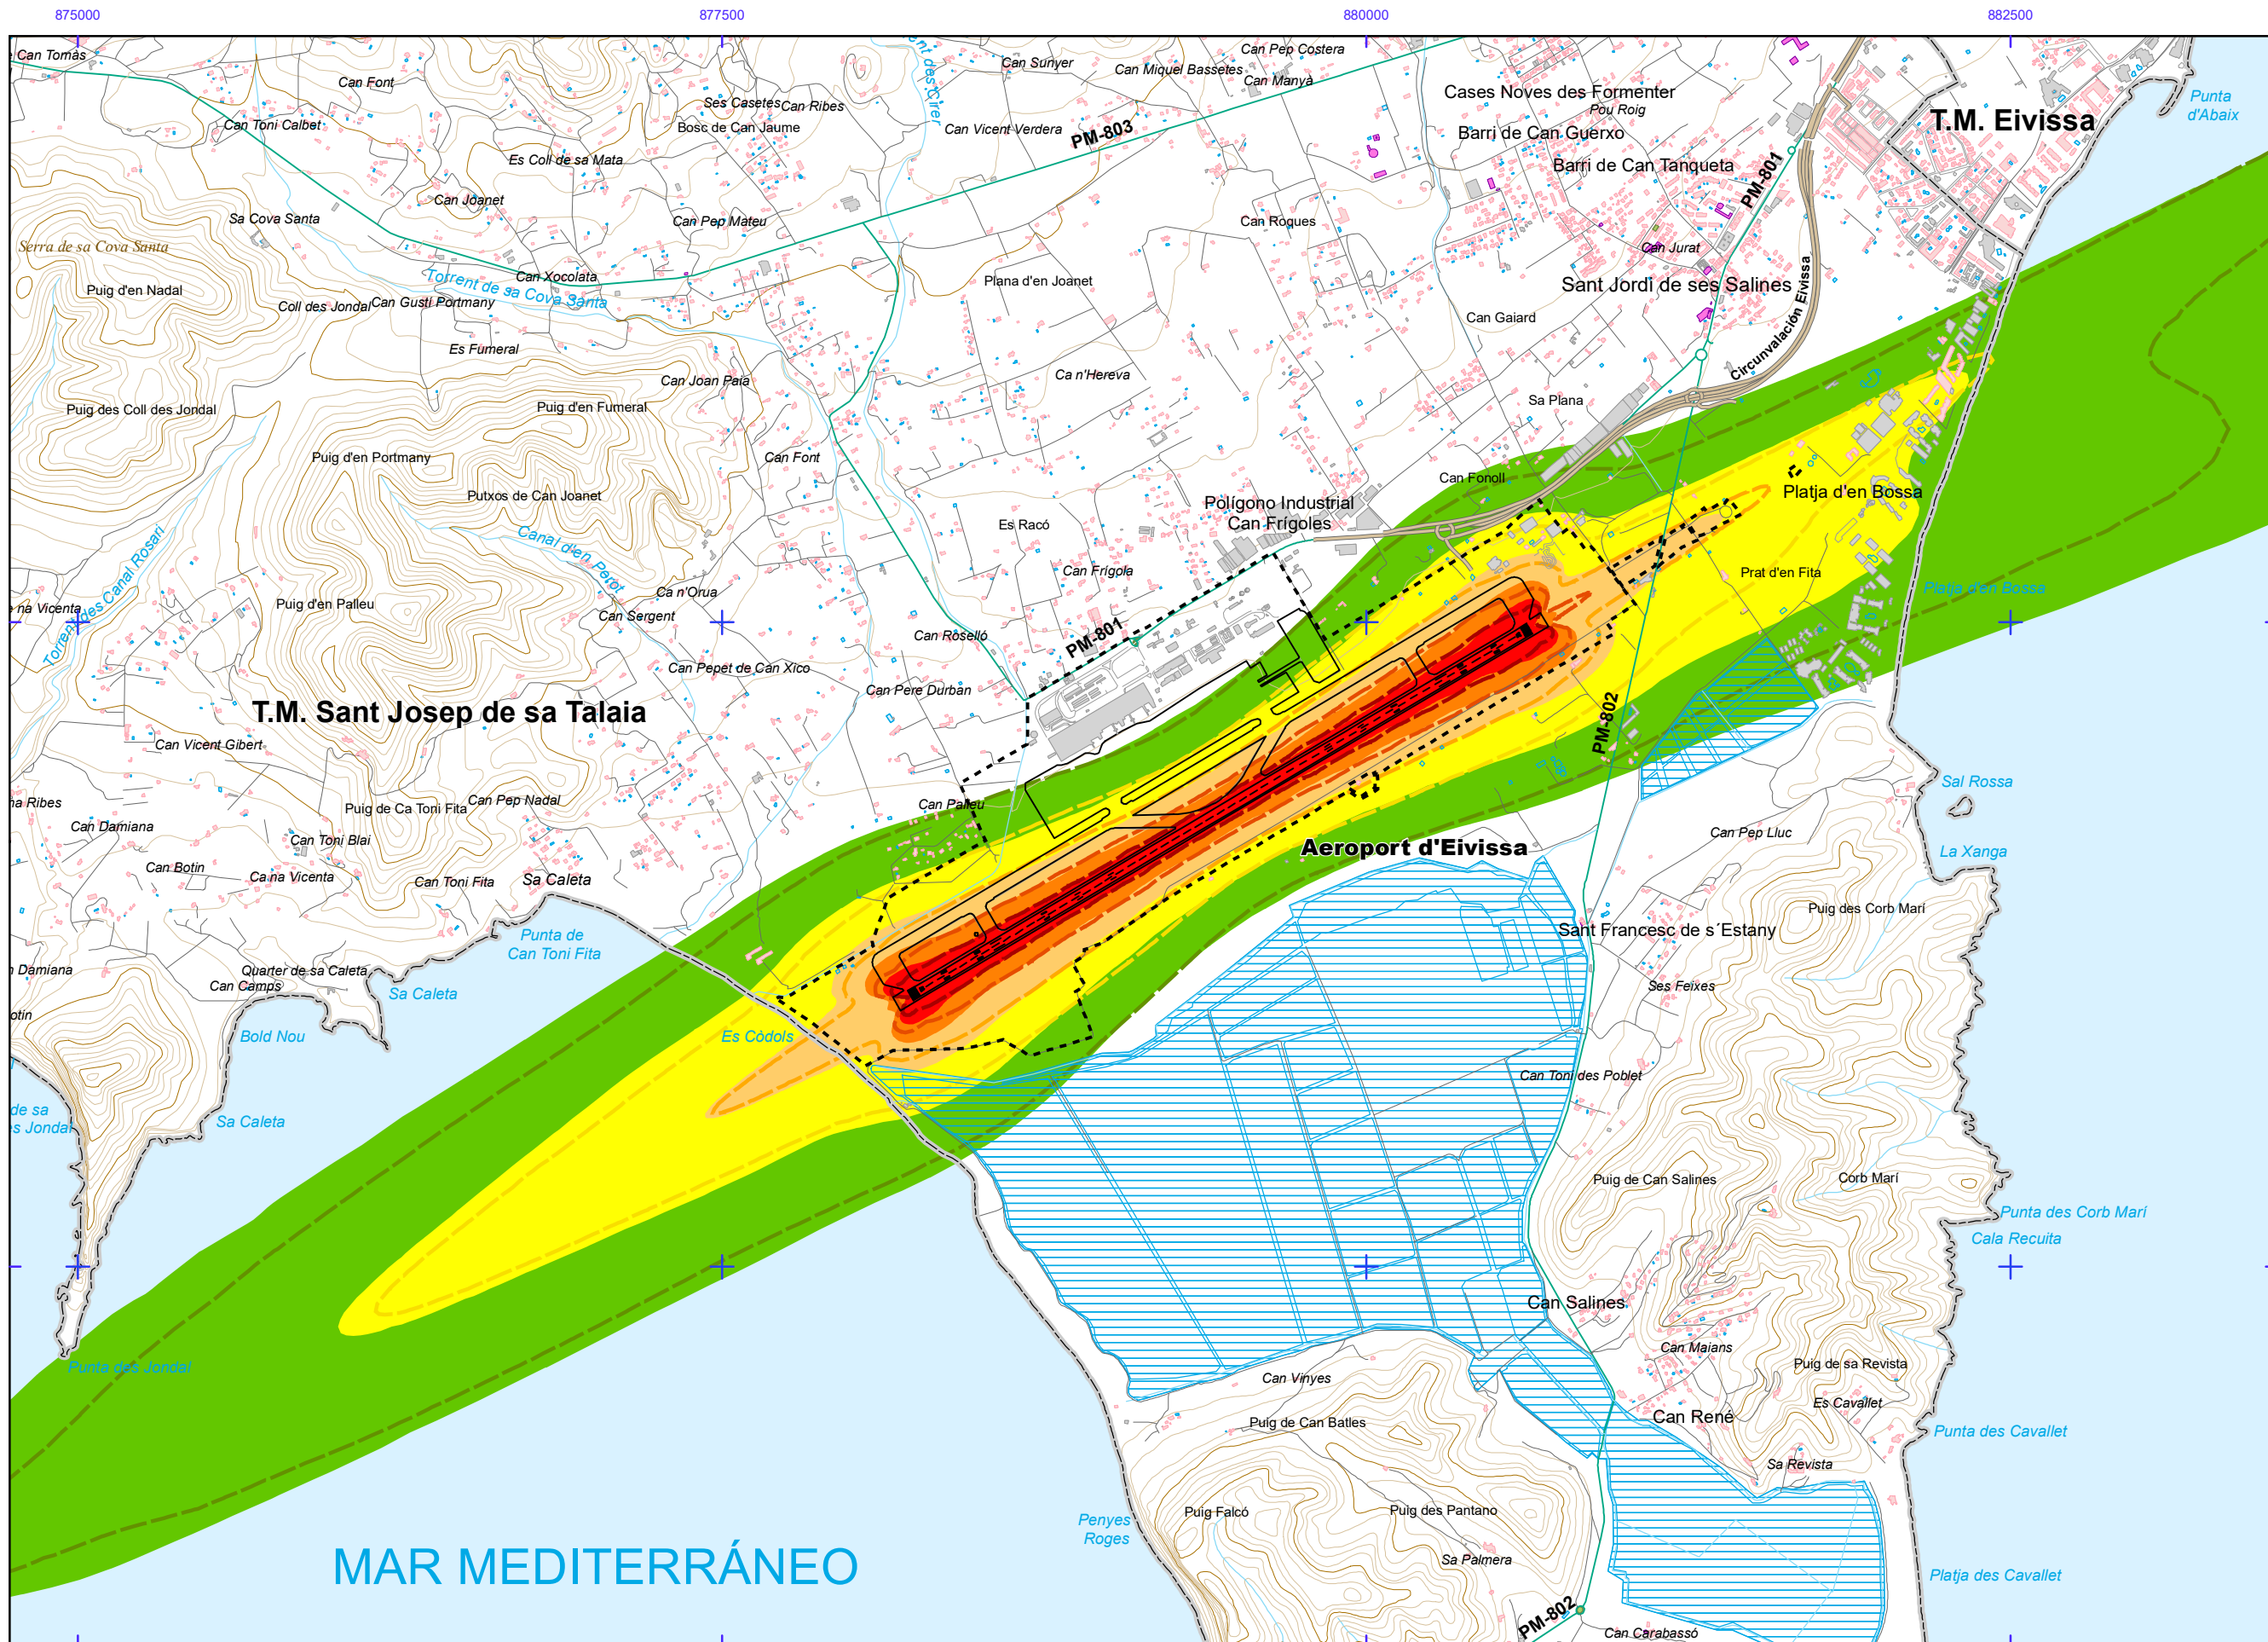 875000
877500
880000
882500
Can Tomàs
Can Font
Can Toni Calbet
Es Coll de sa Mata
Can Joanet
Ses Casetes
Can Ribes
Bosc de Can Jaume
Can Pep Mateu
Can Sunyer
Can Miquel Bassetes
Can Pep Costera
Can Manyà
Can Vicent Verdera
PM-803
Cases Noves des Formenter
Pou Roig
Barri de Can Guerxo
Barri de Can Tanqueta
PM-801
T.M. Eivissa
Punta
d'Abaix
Sa Cova Santa
Serra de sa Cova Santa
Puig d'en Nadal
Coll des Jondal
Can Gusti Portmany
Can Xocolata
Torrent de sa Cova Santa
Es Fumeral
Plana d'en Joanet
Can Roques
Can Jurat
Sant Jordi de ses Salines
Can Gaiard
Circunvalación Eivissa
Puig des Coll des Jondal
Puig d'en Fumeral
Can Joan Paia
Ca n'Hereva
Sa Plana
Puig d'en Portmany
Putxos de Can Joanet
Can Font
Can Fonoll
Platja d'en Bossa
Polígono Industrial
Can Frígoles
Es Racó
Canal d'en Perot
Torrent des Canal Rosari
Puig d'en Palleu
Ca n'Orua
Can Sergent
Can Frígola
Prat d'en Fita
Platja d'en Bossa
na Vicenta
Can Roselló
PM-801
Can Pepet de Can Xico
Can Pere Durban
T.M. Sant Josep de sa Talaia
PM-802
Can Vicent Gibert
Sal Rossa
Can Palleu
Puig de Ca Toni Fita
Can Pep Nadal
Can Damiana
Can Toni Blai
Can Pep Lluc
Aeroport d'Eivissa
La Xanga
Can Botin
Ca na Vicenta
Can Toni Fita
Sa Caleta
Puig des Corb Marí
Sant Francesc de s´Estany
Punta de
Can Toni Fita
Damiana
Quarter de sa Caleta
Can Camps
Sa Caleta
Ses Feixes
Bold Nou
Es Còdols
Can Toni des Poblet
de sa
es Jondal
Sa Caleta
Puig de Can Salines
Corb Marí
Punta des Corb Marí
Cala Recuita
Can Salines
Can Maians
Puig de sa Revista
Punta des Jondal
Can Vinyes
Es Cavallet
Puig de Can Batles
Can René
Punta des Cavallet
Sa Revista
Puig Falcó
Puig des Pantano
Penyes
Roges
MAR MEDITERRÁNEO
Sa Palmera
Platja des Cavallet
PM-802
Can Carabassó